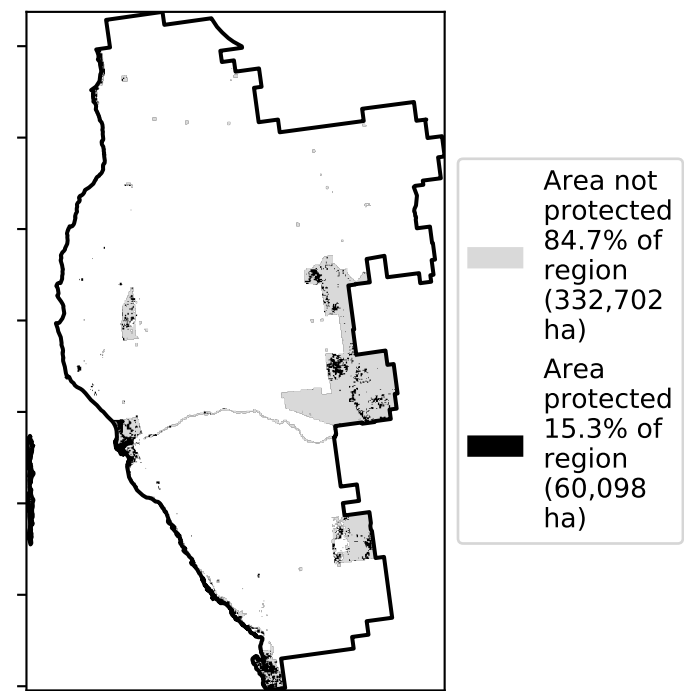 Area not
protected
84.7% of
region
(332,702
ha)
Area
protected
15.3% of
region
(60,098
ha)